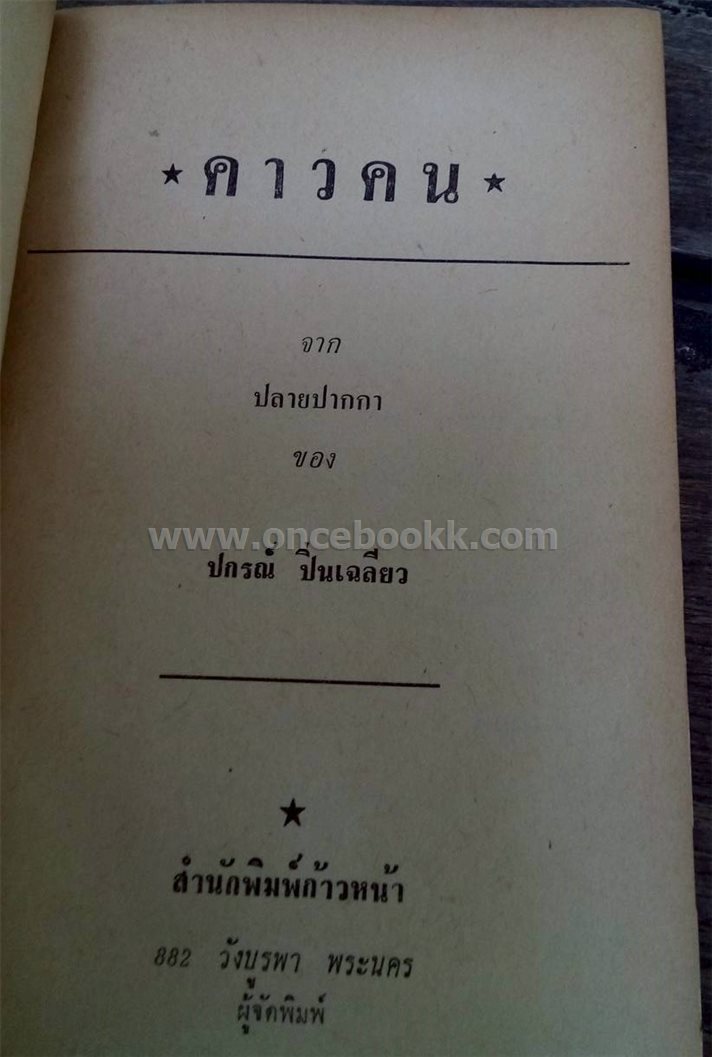 ★ คาวคน ★
จาก
ปลายปากกา
ของ
www.oncebookk.com
ปกรณ์ ปิ่นเฉลียว
★
สำนักพิมพ์ก้าวหน้า
882 วังบูรพา พระนคร
ผู้จัดพิมพ์